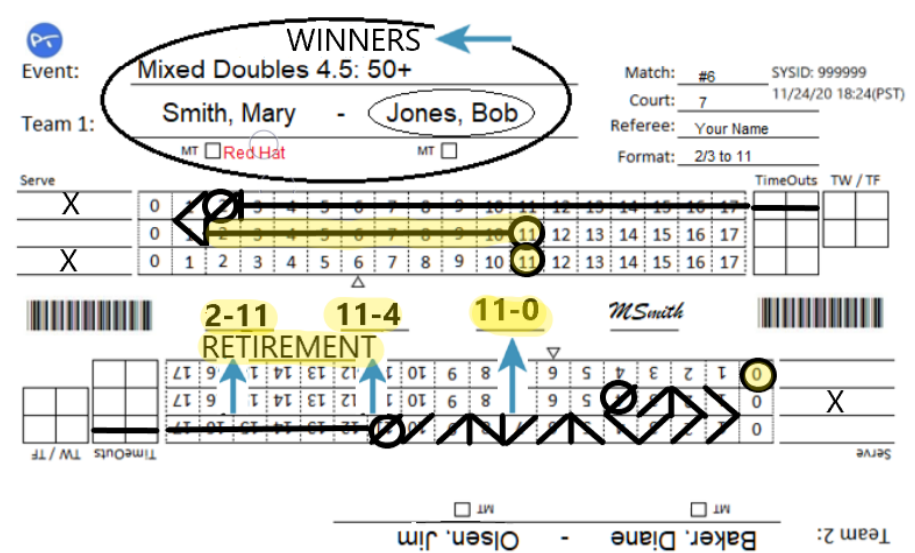 WINNERS
Event: Mixed Doubles 4.5: 50+
Match: #6 SYSID: 999999
Court: 7 11/24/20 18:24(PST)
Team 1: Smith, Mary - Jones, Bob
Referee: Your Name
MT Red Hat MT
Format: 2/3 to 11
Serve TimeOuts TW / TF
X 0 1 2 3 4 5 6 7 8 9 10 11 12 13 14 15 16 17
0 1 2 3 4 5 6 7 8 9 10 11 12 13 14 15 16 17
X 0 1 2 3 4 5 6 7 8 9 10 11 12 13 14 15 16 17
2-11 11-4 11-0 MSmith
RETIREMENT
17 16 1 14 13 12 1 10 9 8 6 5 4 3 2 1 0
17 16 1 14 13 12 1 10 9 8 6 5 4 3 2 1 0 X
17 16 15 14 13 12 11 10 9 8 7 6 5 4 3 2 1 0
TW / TF TimeOuts Serve
MT MT
Team 2: Baker, Diane - Olsen, Jim